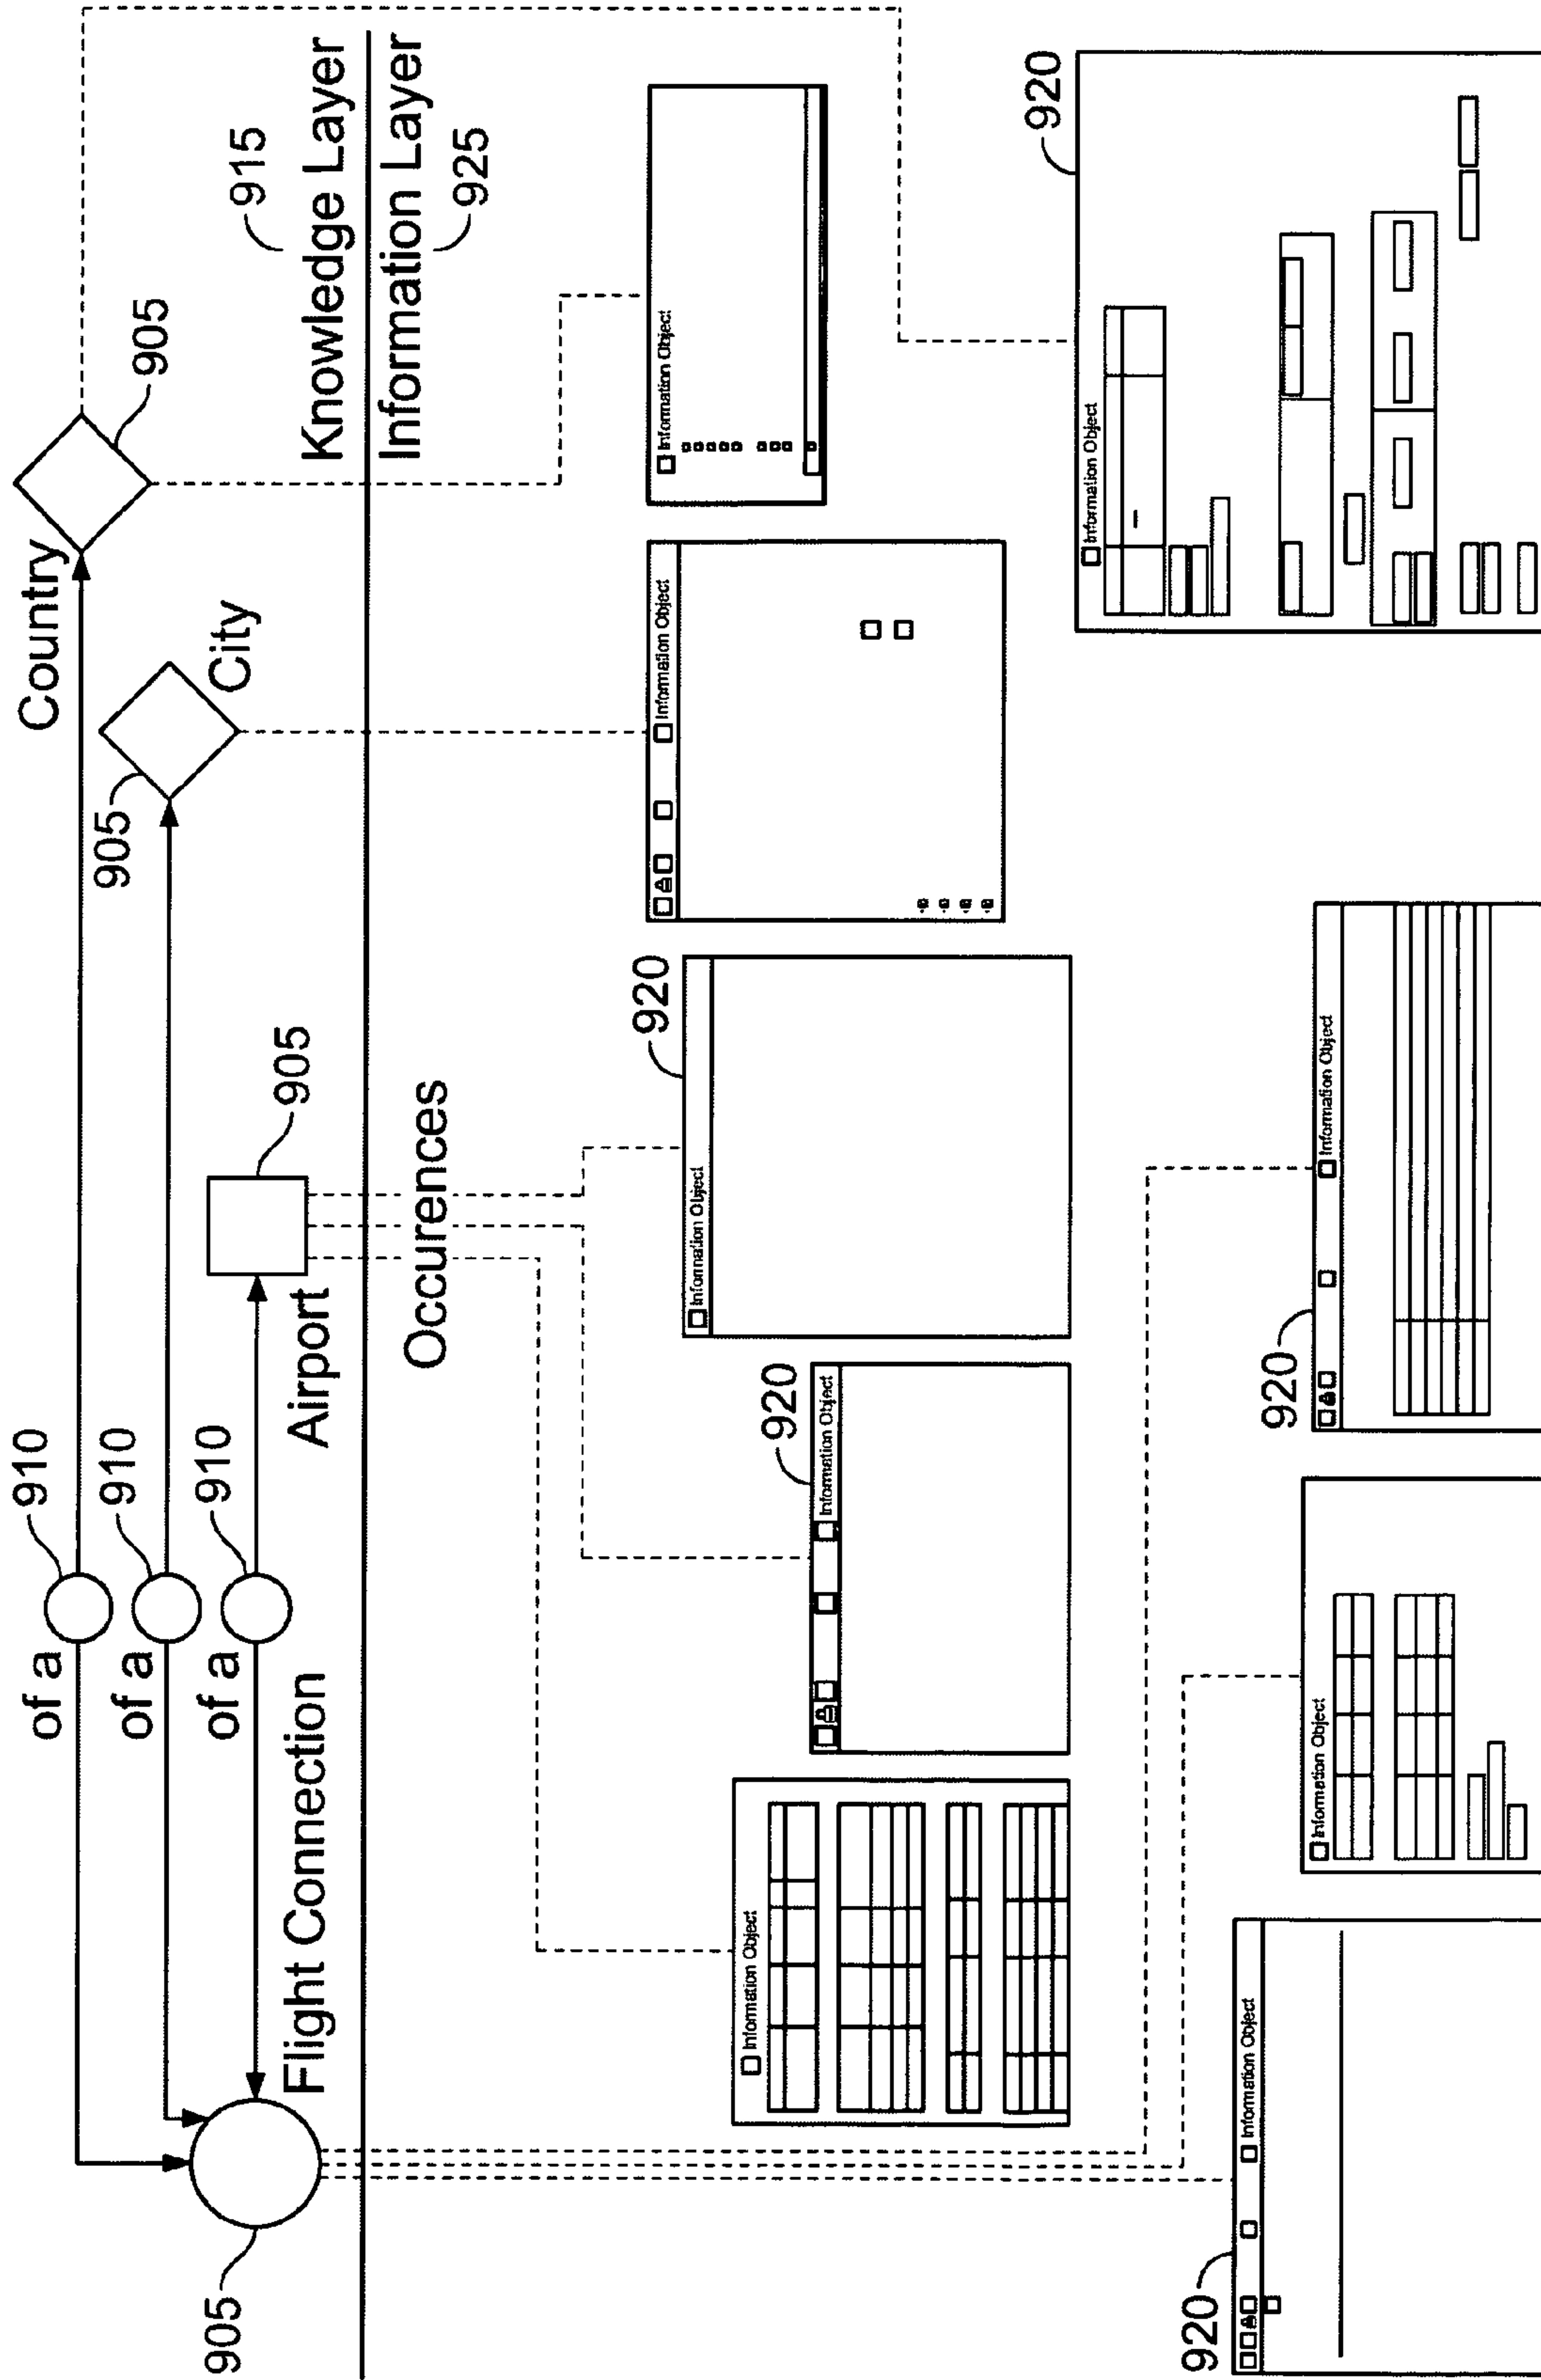 of a
910
Country
905
of a
910
905
City
of a
910
Airport
905
905
Flight Connection
915
Knowledge Layer
Information Layer
925
Occurences
Information Object
920
Information Object
920
Information Object
Information Object
Information Object
920
Information Object
Information Object
920
Information Object
920
Information Object